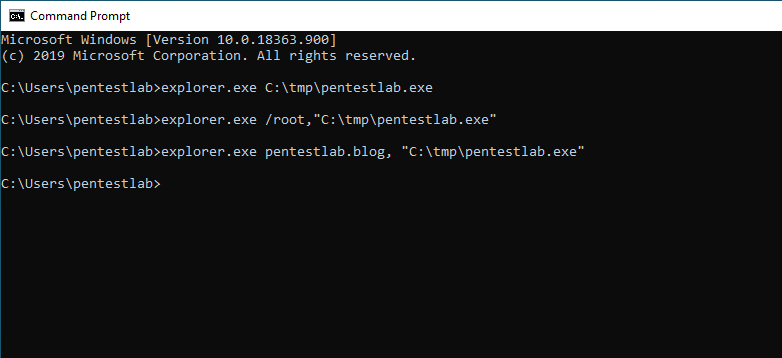 Command Prompt
Microsoft Windows [Version 10.0.18363.900]
(c) 2019 Microsoft Corporation. All rights reserved.
C:\Users\pentestlab>explorer.exe C:\tmp\pentestlab.exe
C:\Users\pentestlab>explorer.exe /root,"C:\tmp\pentestlab.exe"
C:\Users\pentestlab>explorer.exe pentestlab.blog, "C:\tmp\pentestlab.exe"
C:\Users\pentestlab>